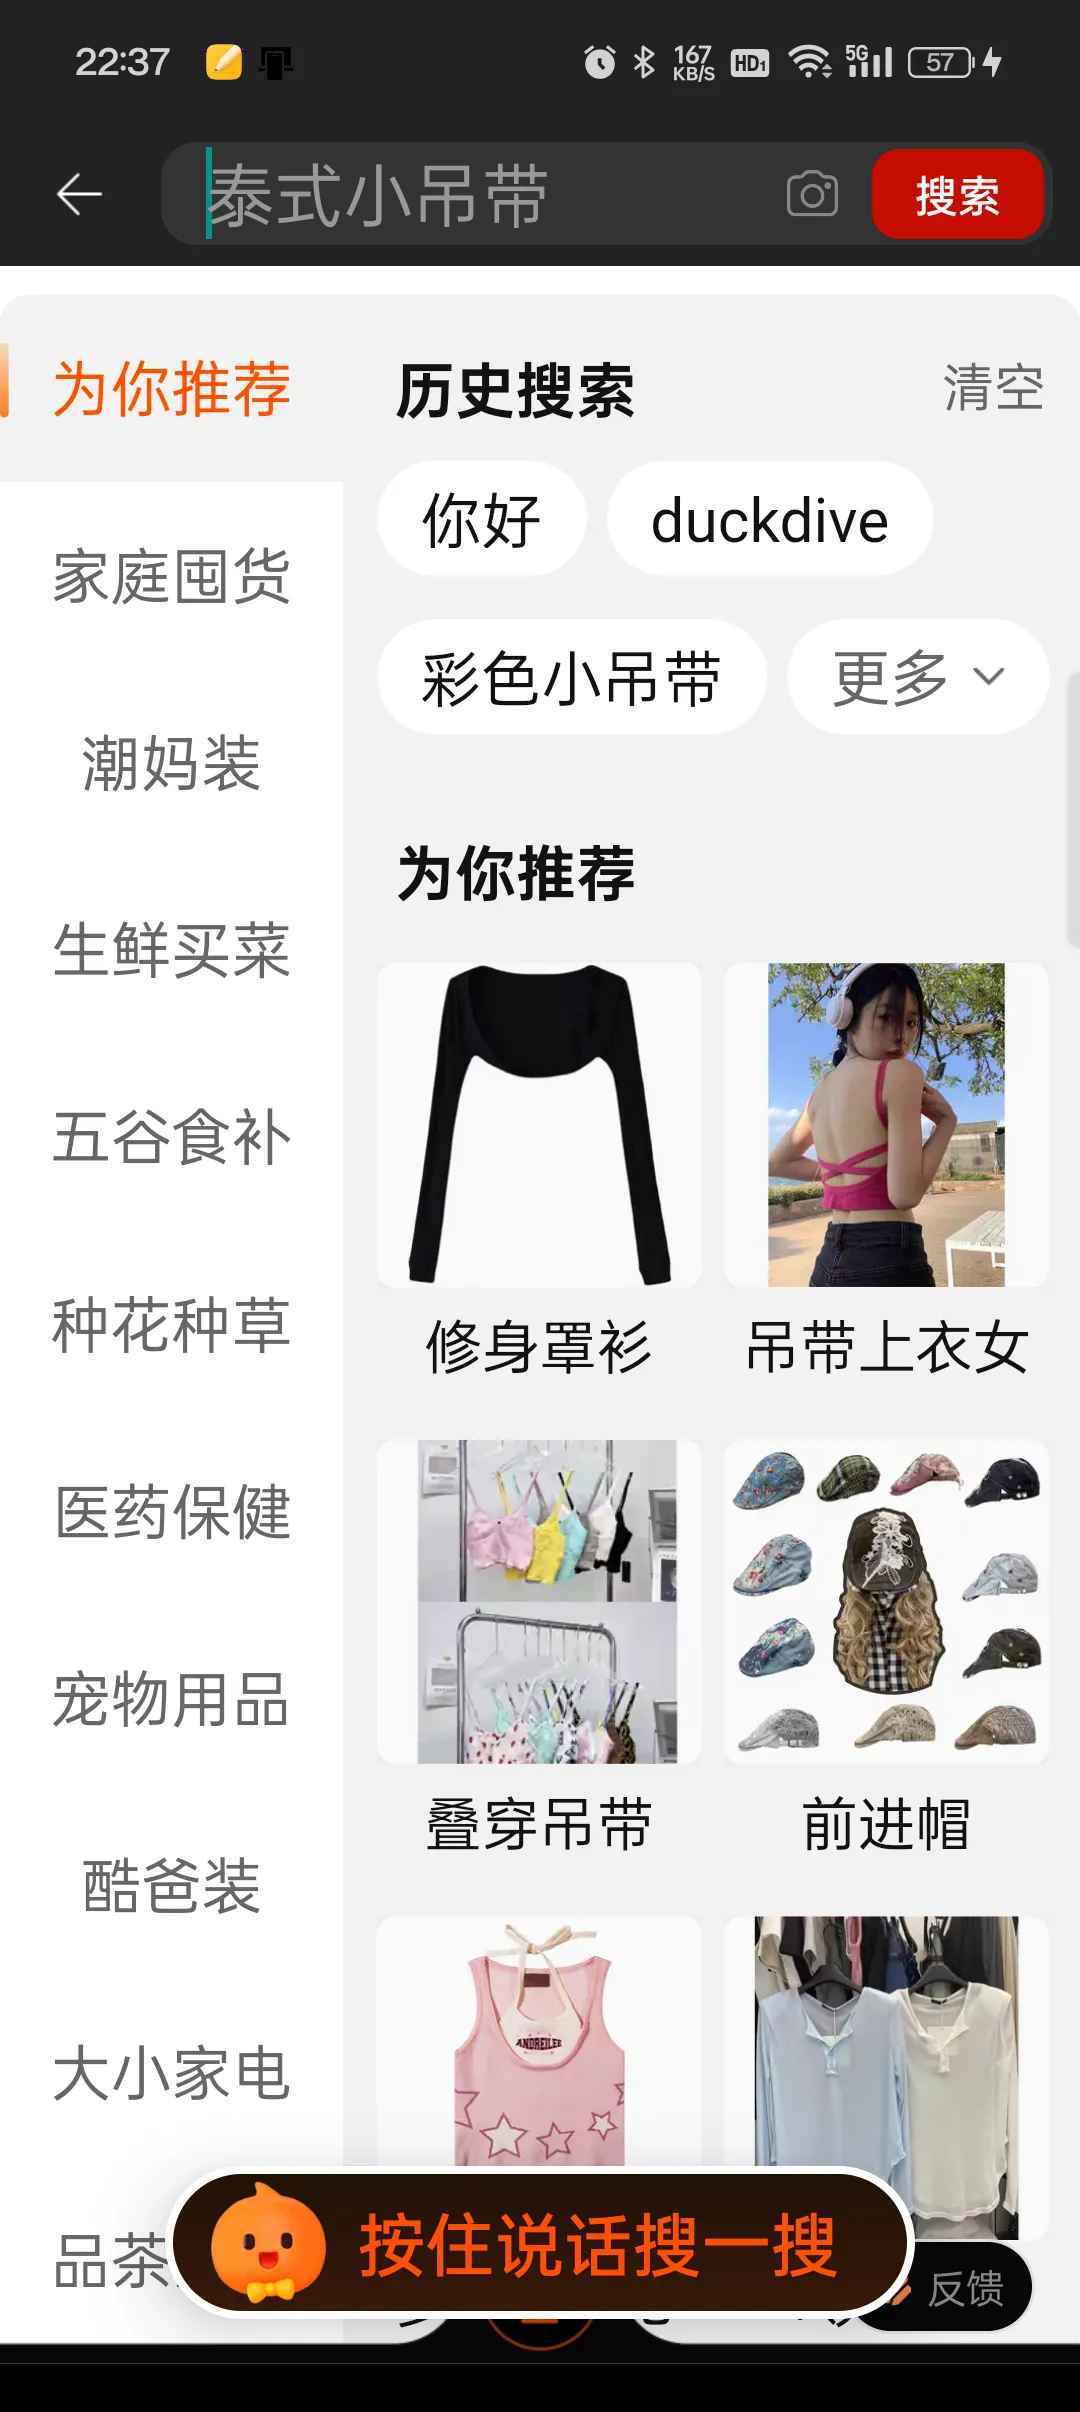 22:37
167
KB/S
HD1
5G
57
泰式小吊带
搜索
为你推荐
家庭囤货
潮妈装
生鲜买菜
五谷食补
种花种草
医药保健
宠物用品
酷爸装
大小家电
品茶
历史搜索
清空
你好
duckdive
彩色小吊带
更多
为你推荐
修身罩衫
吊带上衣女
叠穿吊带
前进帽
ANDREILEE
按住说话搜一搜
反馈